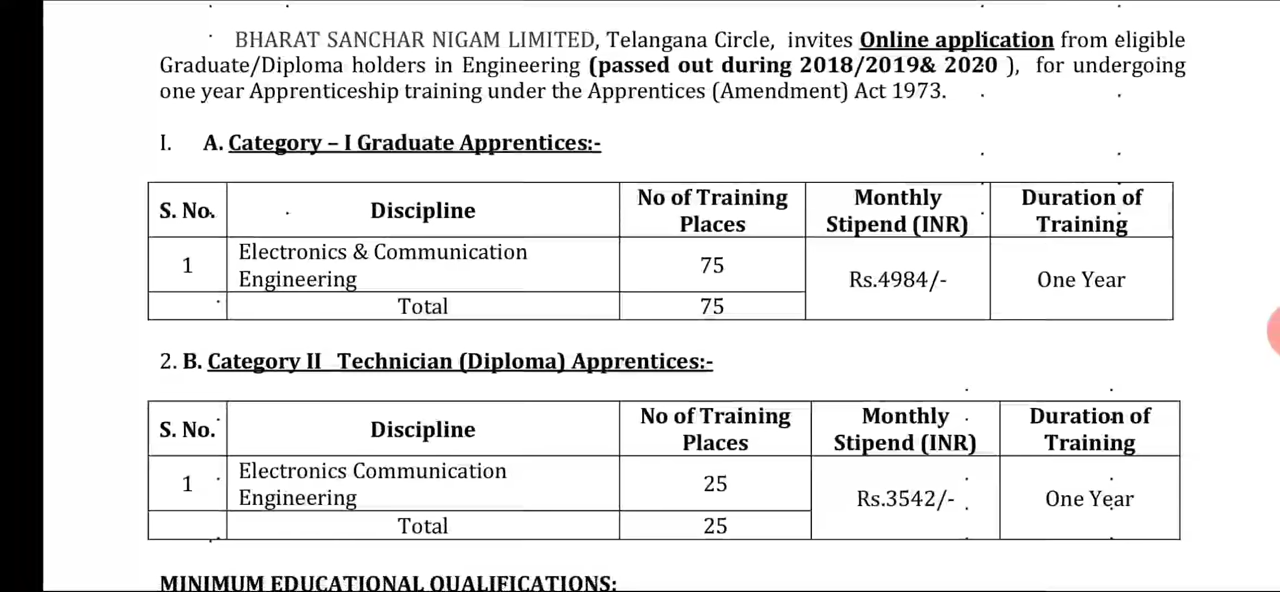 BHARAT SANCHAR NIGAM LIMITED, Telangana Circle, invites Online application from eligible
Graduate/Diploma holders in Engineering (passed out during 2018/2019& 2020 ), for undergoing
one year Apprenticeship training under the Apprentices (Amendment) Act 1973.
I. A. Category – I Graduate Apprentices:-
S. No. Discipline No of Training Places Monthly Stipend (INR) Duration of Training
1 Electronics & Communication Engineering 75 Rs.4984/- One Year
Total 75
2. B. Category II Technician (Diploma) Apprentices:-
S. No. Discipline No of Training Places Monthly Stipend (INR) Duration of Training
1 Electronics Communication Engineering 25 Rs.3542/- One Year
Total 25
MINIMUM EDUCATIONAL QUALIFICATIONS: